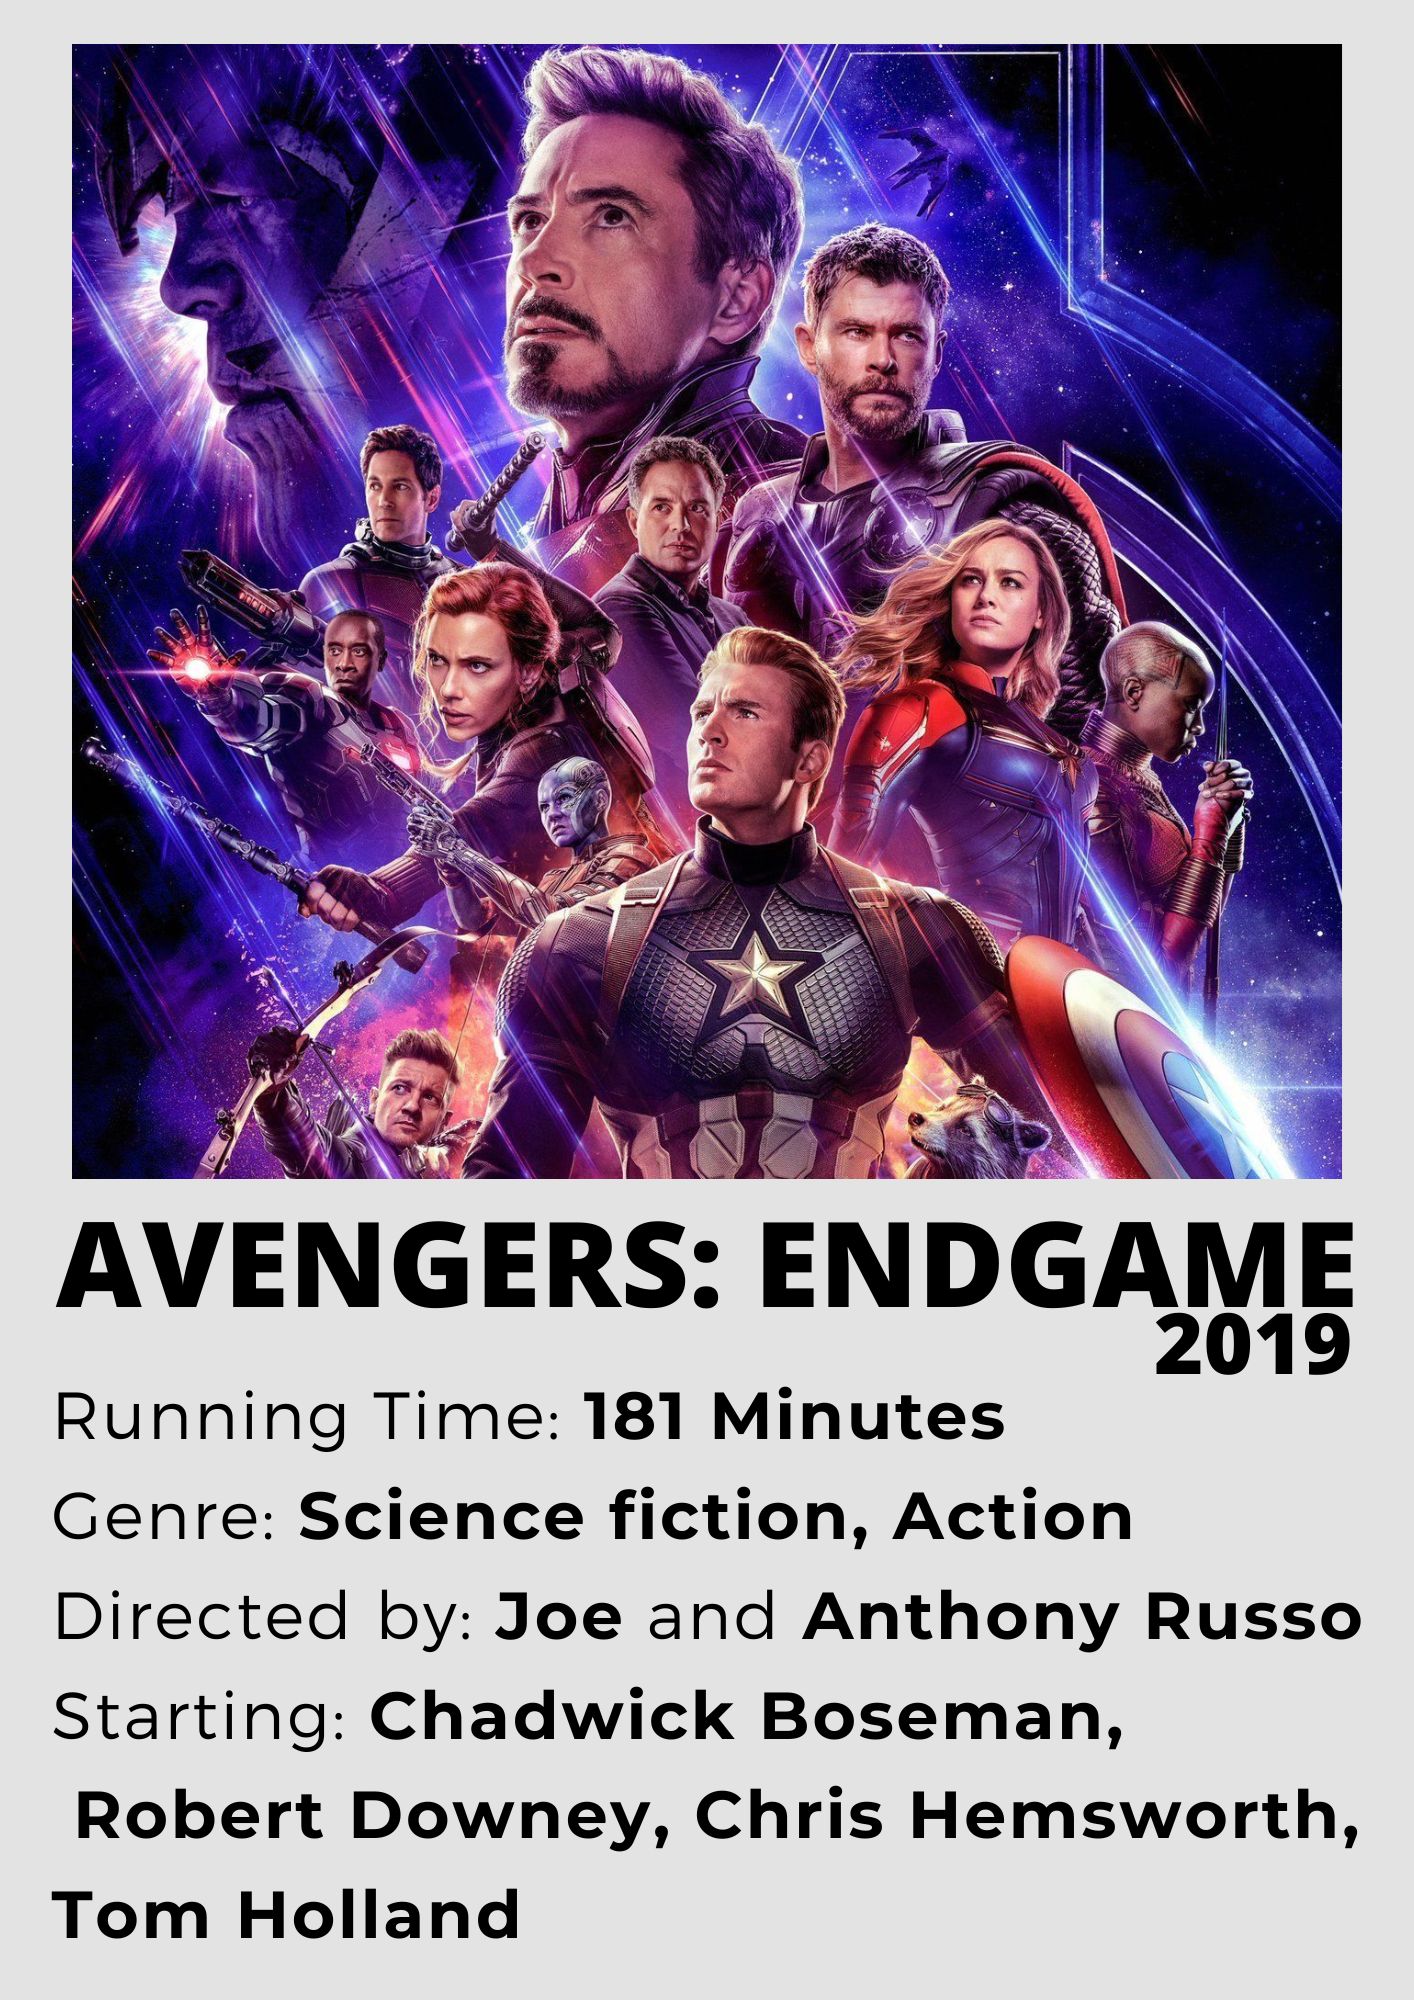 AVENGERS: ENDGAME
2019
Running Time: 181 Minutes
Genre: Science fiction, Action
Directed by: Joe and Anthony Russo
Starting: Chadwick Boseman,
Robert Downey, Chris Hemsworth,
Tom Holland